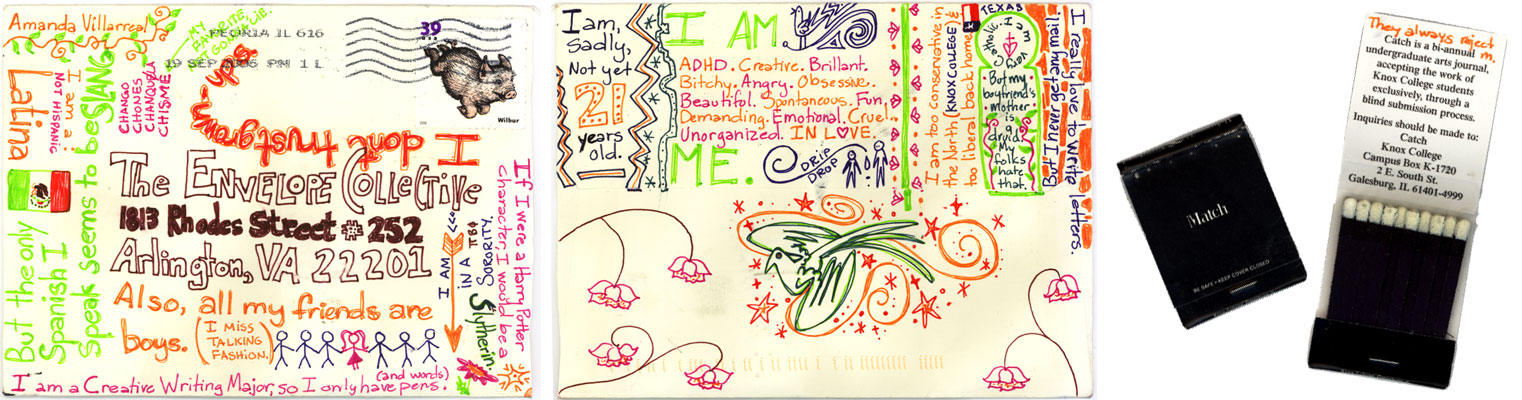 Amanda Villarreal
MY
FAVORITE,
GORDALIE.
PEORIA IL 616
19 SEP 2006 PM 1 L
39
USA
Wilbur
Latina
NOT HISPANIC
I am a
But the only
Spanish I
Speak seems to be SLANG
CHANGO
CHONES
CHANQULA
CHISME
I dont trust grown-ups
The Envelope Collective
1813 Rhodes Street # 252
Arlington, VA 22201
Also, all my friends are
boys.
(I MISS
TALKING
FASHION.)
(and words)
I am a Creative Writing Major, so I only have pens.
I AM
IN A
SORORITY
ΠΒΦ
If I were a Harry Potter
character, I would be a
Slytherin.
I am,
Sadly,
Not yet
21
years
old.
I AM
ADHD. Creative. Brillant.
Bitchy. Angry. Obsessive.
Beautiful. Spontaneous. Fun.
Demanding. Emotional. Cruel.
Unorganized. IN LOVE.
ME.
DRIP
DROP
I am too conservative in
the North (KNOX COLLEGE) &
too liberal back home
TEXAS
I am
very
Catholic.
But my
boyfriend's
mother
is a
druid.
My
folks
hate
that.
I really love to write letters.
But I never get any mail
Match
BE SAFE • KEEP COVER CLOSED
They always reject
m.
Catch is a bi-annual
undergraduate arts journal,
accepting the work of
Knox College students
exclusively, through a
blind submission process.
Inquiries should be made to:
Catch
Knox College
Campus Box K-1720
2 E. South St.
Galesburg, IL 61401-4999